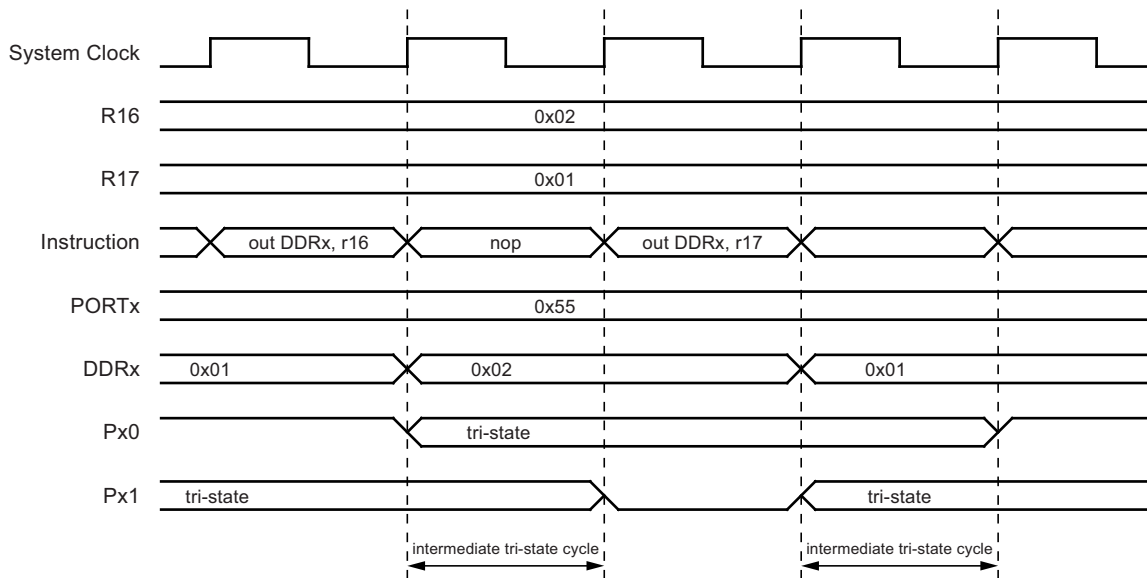 System Clock
R16
0x02
R17
0x01
Instruction
out DDRx, r16
nop
out DDRx, r17
PORTx
0x55
DDRx
0x01
0x02
0x01
Px0
tri-state
Px1
tri-state
tri-state
intermediate tri-state cycle
intermediate tri-state cycle